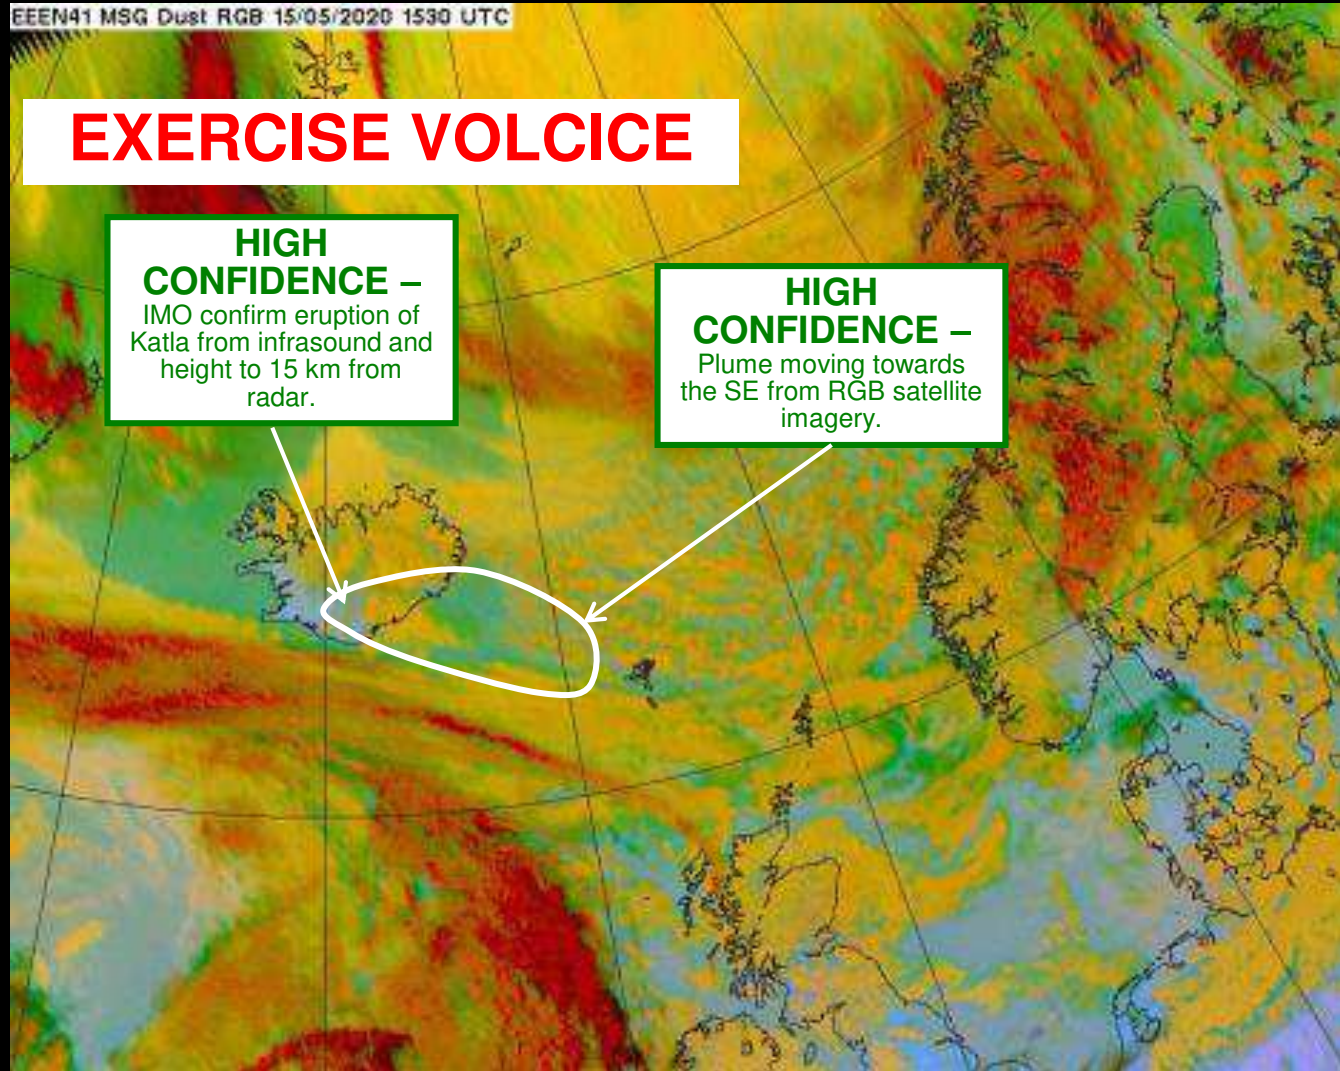 EEEN41 MSG Dust RGB 15/05/2020 1530 UTC
EXERCISE VOLCICE
HIGH
CONFIDENCE –
IMO confirm eruption of
Katla from infrasound and
height to 15 km from
radar.
HIGH
CONFIDENCE –
Plume moving towards
the SE from RGB satellite
imagery.